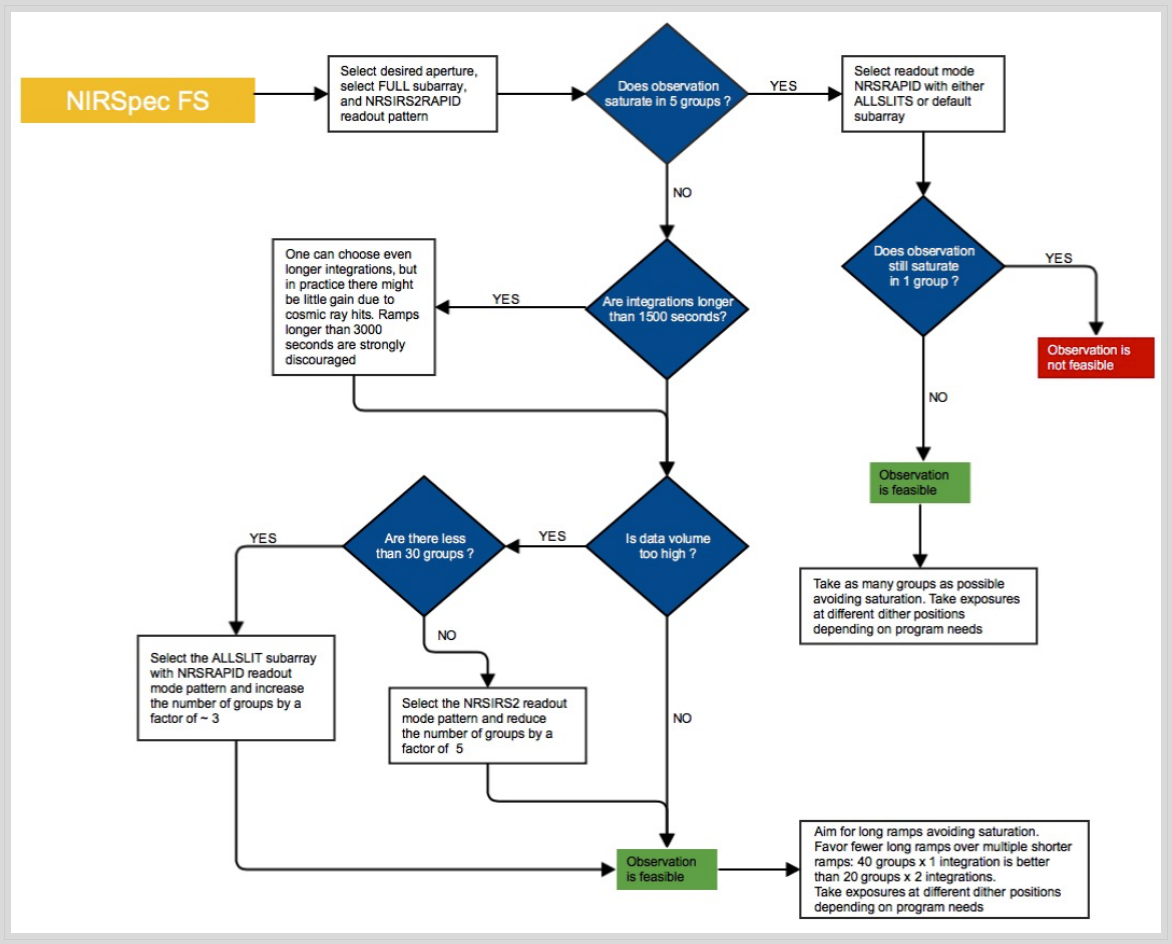 NIRSpec FS
Select desired aperture,
select FULL subarray,
and NRSIRS2RAPID
readout pattern
Does observation
saturate in 5 groups ?
YES
Select readout mode
NRSRAPID with either
ALLSLITS or default
subarray
NO
Does observation
still saturate
in 1 group ?
YES
Observation is
not feasible
NO
Observation
is feasible
Take as many groups as possible
avoiding saturation. Take exposures
at different dither positions
depending on program needs
Are integrations longer
than 1500 seconds?
YES
One can choose even
longer integrations, but
in practice there might
be little gain due to
cosmic ray hits. Ramps
longer than 3000
seconds are strongly
discouraged
Is data volume
too high ?
YES
Are there less
than 30 groups ?
YES
Select the ALLSLIT subarray
with NRSRAPID readout
mode pattern and increase
the number of groups by a
factor of ~ 3
NO
Select the NRSIRS2 readout
mode pattern and reduce
the number of groups by a
factor of 5
NO
Observation
is feasible
Aim for long ramps avoiding saturation.
Favor fewer long ramps over multiple shorter
ramps: 40 groups x 1 integration is better
than 20 groups x 2 integrations.
Take exposures at different dither positions
depending on program needs